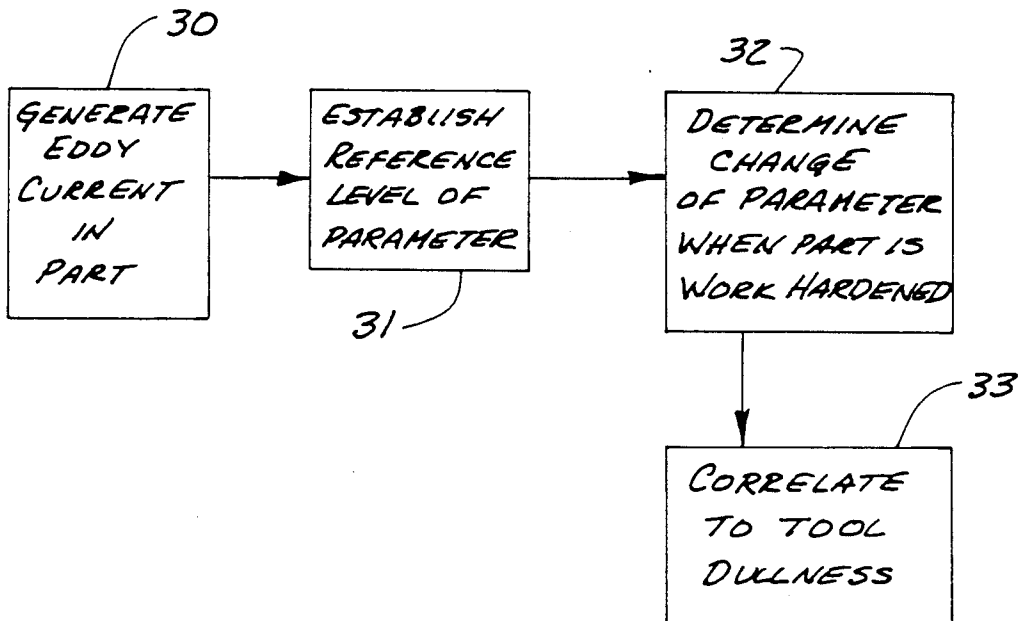 30
GENERATE
EDDY
CURRENT
IN
PART
ESTABLISH
REFERENCE
LEVEL OF
PARAMETER
31
32
DETERMINE
CHANGE
OF PARAMETER
WHEN PART IS
WORK HARDENED
33
CORRELATE
TO TOOL
DULLNESS